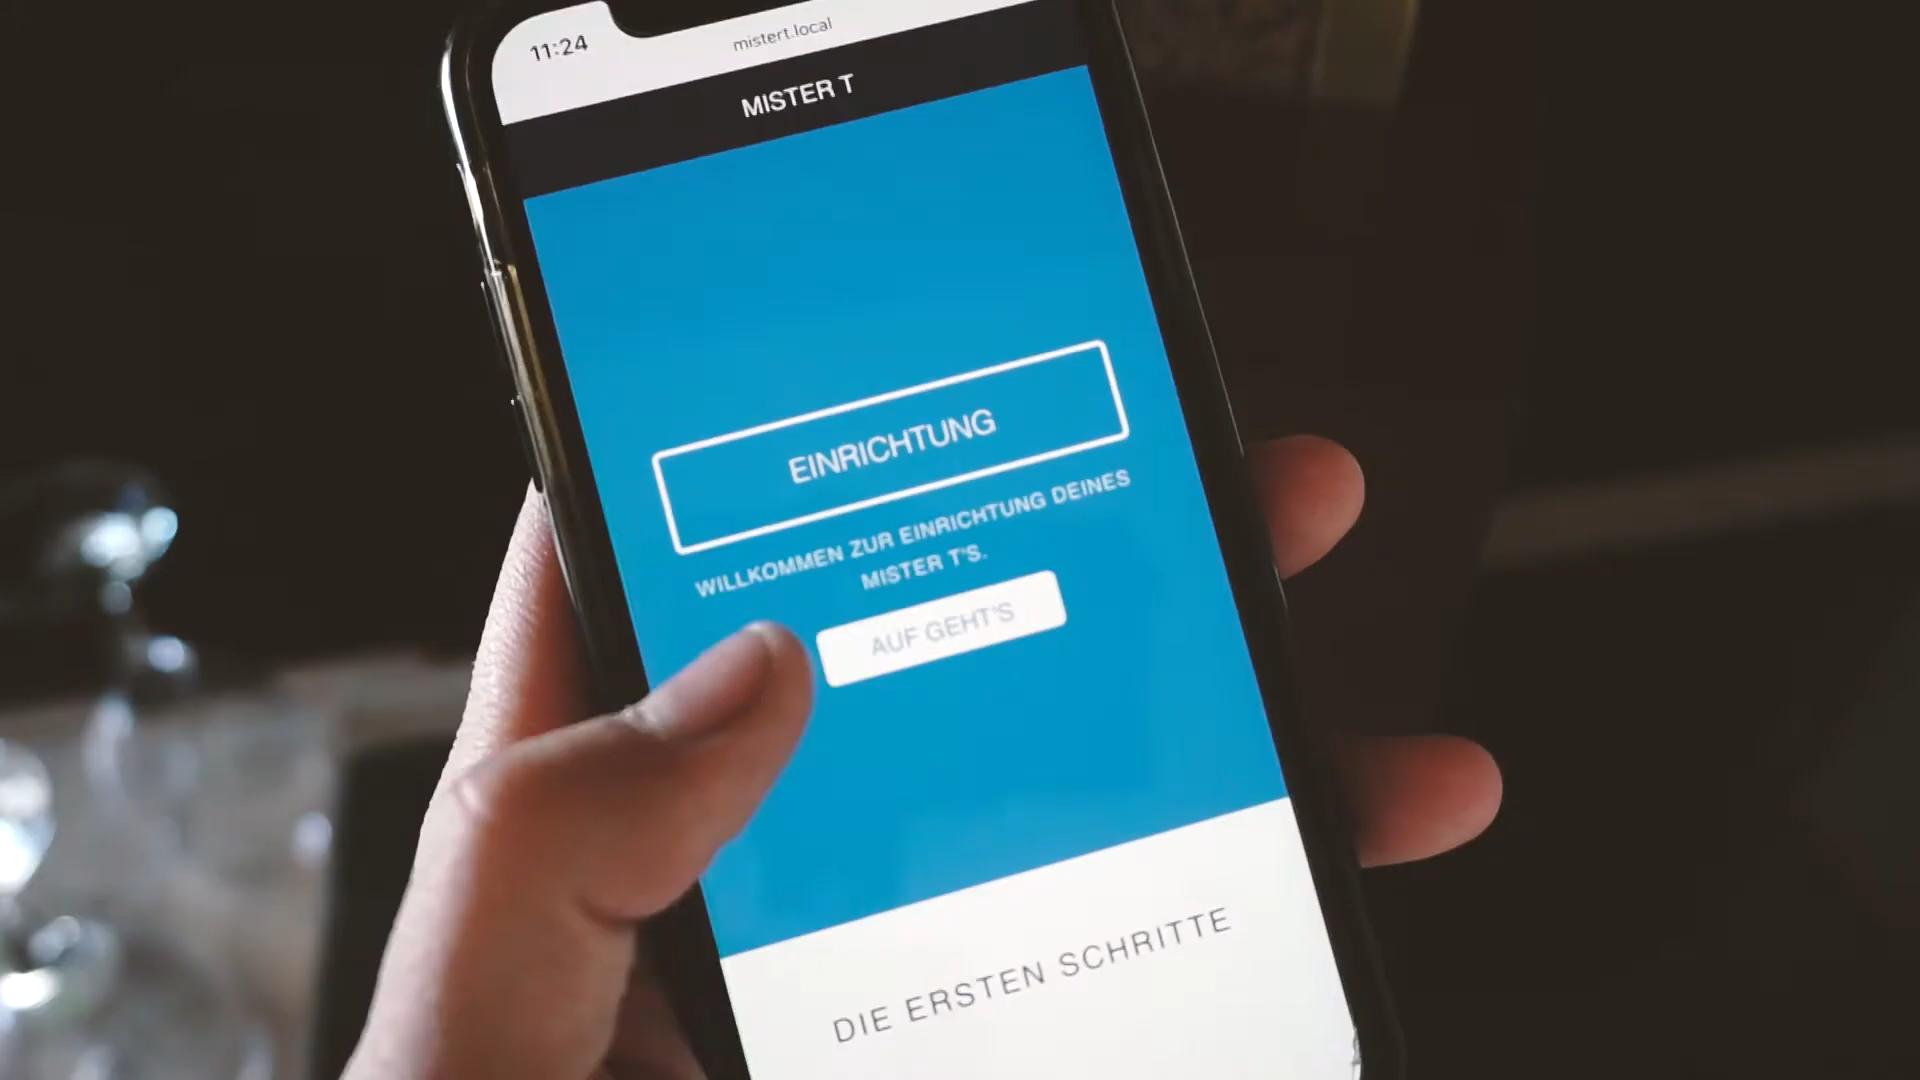 11:24
mistert.local
MISTER T
EINRICHTUNG
WILLKOMMEN ZUR EINRICHTUNG DEINES
MISTER T'S.
AUF GEHT'S
DIE ERSTEN SCHRITTE